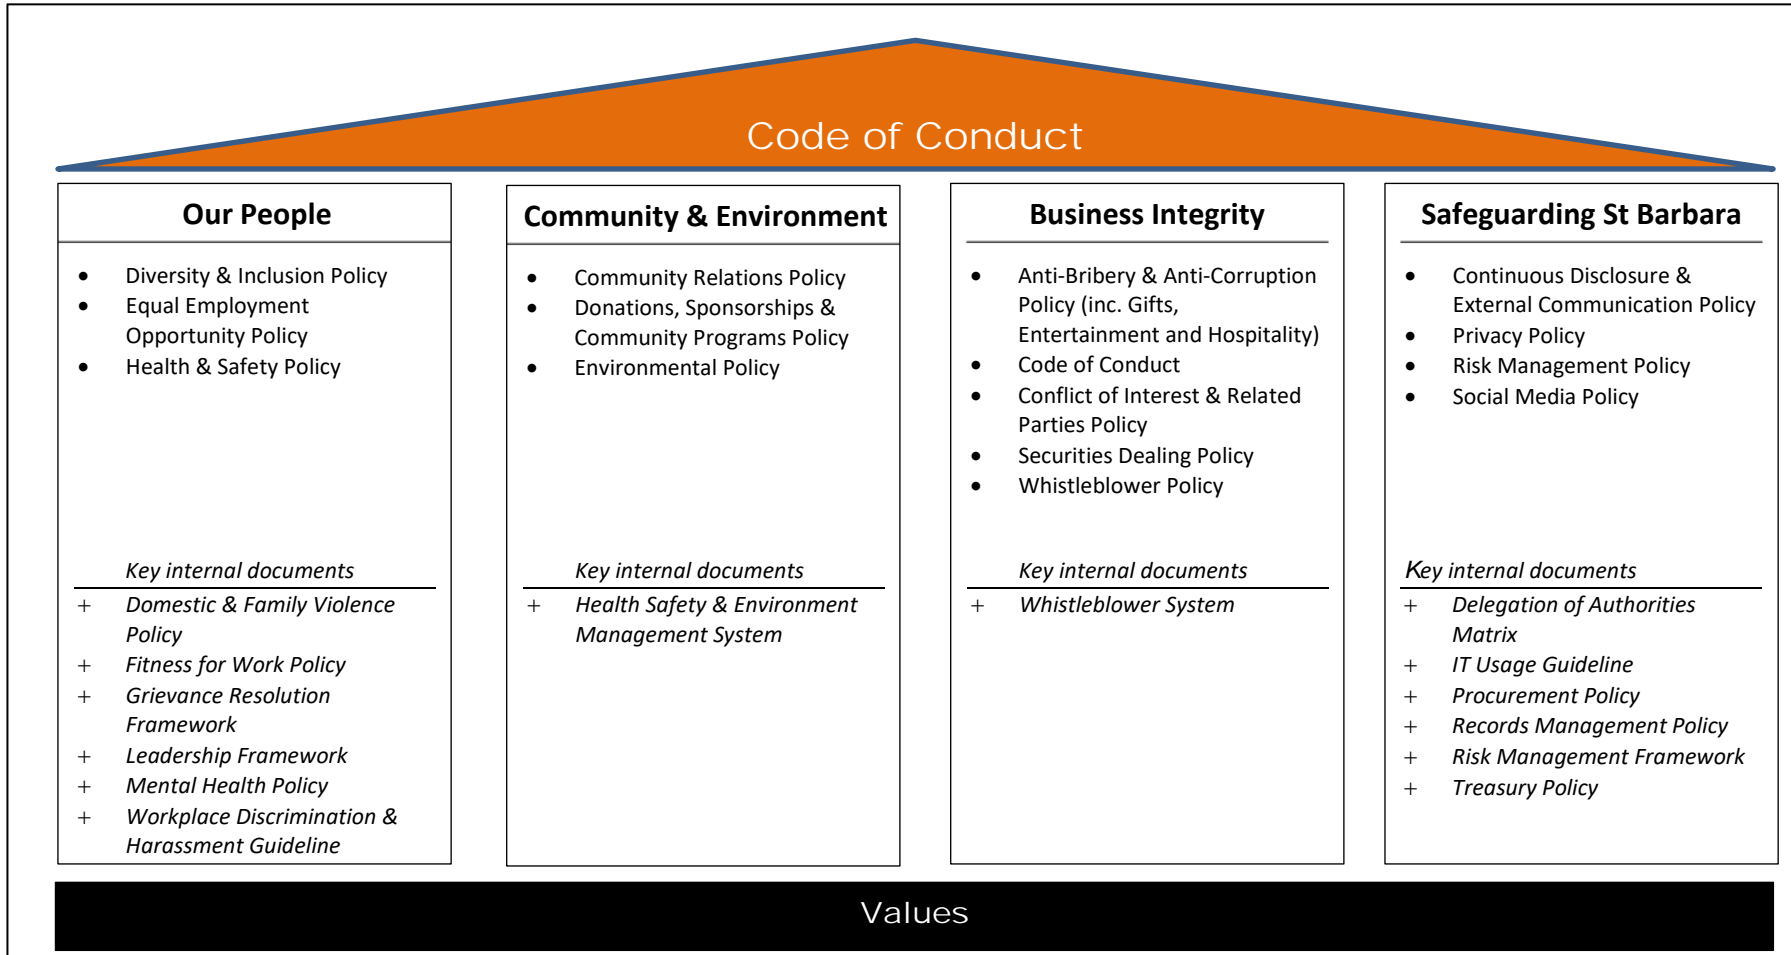 Code of Conduct
Our People
• Diversity & Inclusion Policy
• Equal Employment
Opportunity Policy
• Health & Safety Policy
Key internal documents
+ Domestic & Family Violence
Policy
+ Fitness for Work Policy
+ Grievance Resolution
Framework
+ Leadership Framework
+ Mental Health Policy
+ Workplace Discrimination &
Harassment Guideline
Community & Environment
• Community Relations Policy
• Donations, Sponsorships &
Community Programs Policy
• Environmental Policy
Key internal documents
+ Health Safety & Environment
Management System
Business Integrity
• Anti-Bribery & Anti-Corruption
Policy (inc. Gifts,
Entertainment and Hospitality)
• Code of Conduct
• Conflict of Interest & Related
Parties Policy
• Securities Dealing Policy
• Whistleblower Policy
Key internal documents
+ Whistleblower System
Safeguarding St Barbara
• Continuous Disclosure &
External Communication Policy
• Privacy Policy
• Risk Management Policy
• Social Media Policy
Key internal documents
+ Delegation of Authorities
Matrix
+ IT Usage Guideline
+ Procurement Policy
+ Records Management Policy
+ Risk Management Framework
+ Treasury Policy
Values